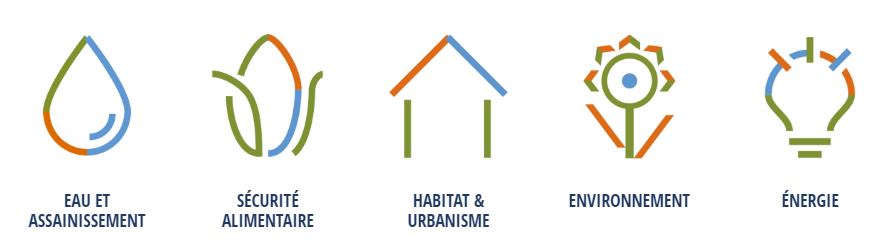 EAU ET
ASSAINISSEMENT
SÉCURITÉ
ALIMENTAIRE
HABITAT &
URBANISME
ENVIRONNEMENT
ÉNERGIE